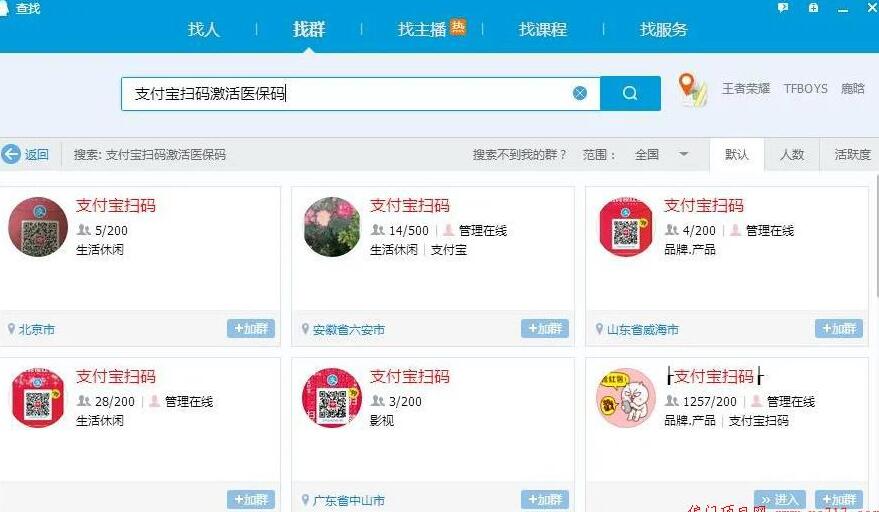 查找
找人 找群 找主播 热 找课程 找服务
支付宝扫码激活医保码
王者荣耀 TFBOYS 鹿晗
返回 搜索: 支付宝扫码激活医保码 搜索不到我的群？ 范围： 全国 默认 人数 活跃度
支付宝扫码 支付宝扫码 支付宝扫码
5/200 14/500 管理在线 4/200 管理在线
生活休闲 生活休闲 支付宝 品牌.产品
北京市 +加群 安徽省六安市 +加群 山东省威海市 +加群
支付宝扫码 支付宝扫码 ┢支付宝扫码┢
28/200 管理在线 3/200 1257/200 管理在线
生活休闲 影视 品牌.产品 支付宝扫码
+加群 广东省中山市 +加群 进入 +加群